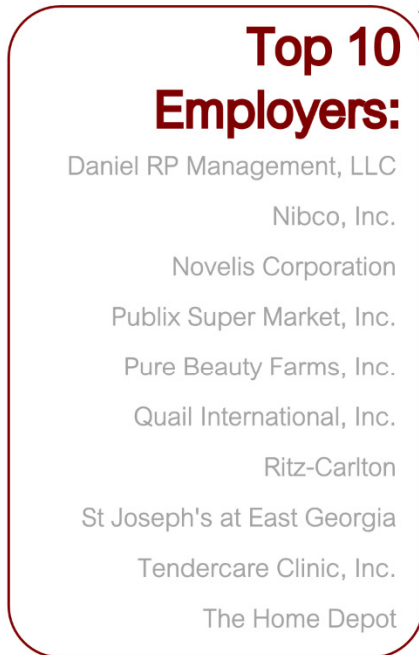 Top 10
Employers:
Daniel RP Management, LLC
Nibco, Inc.
Novelis Corporation
Publix Super Market, Inc.
Pure Beauty Farms, Inc.
Quail International, Inc.
Ritz-Carlton
St Joseph's at East Georgia
Tendercare Clinic, Inc.
The Home Depot